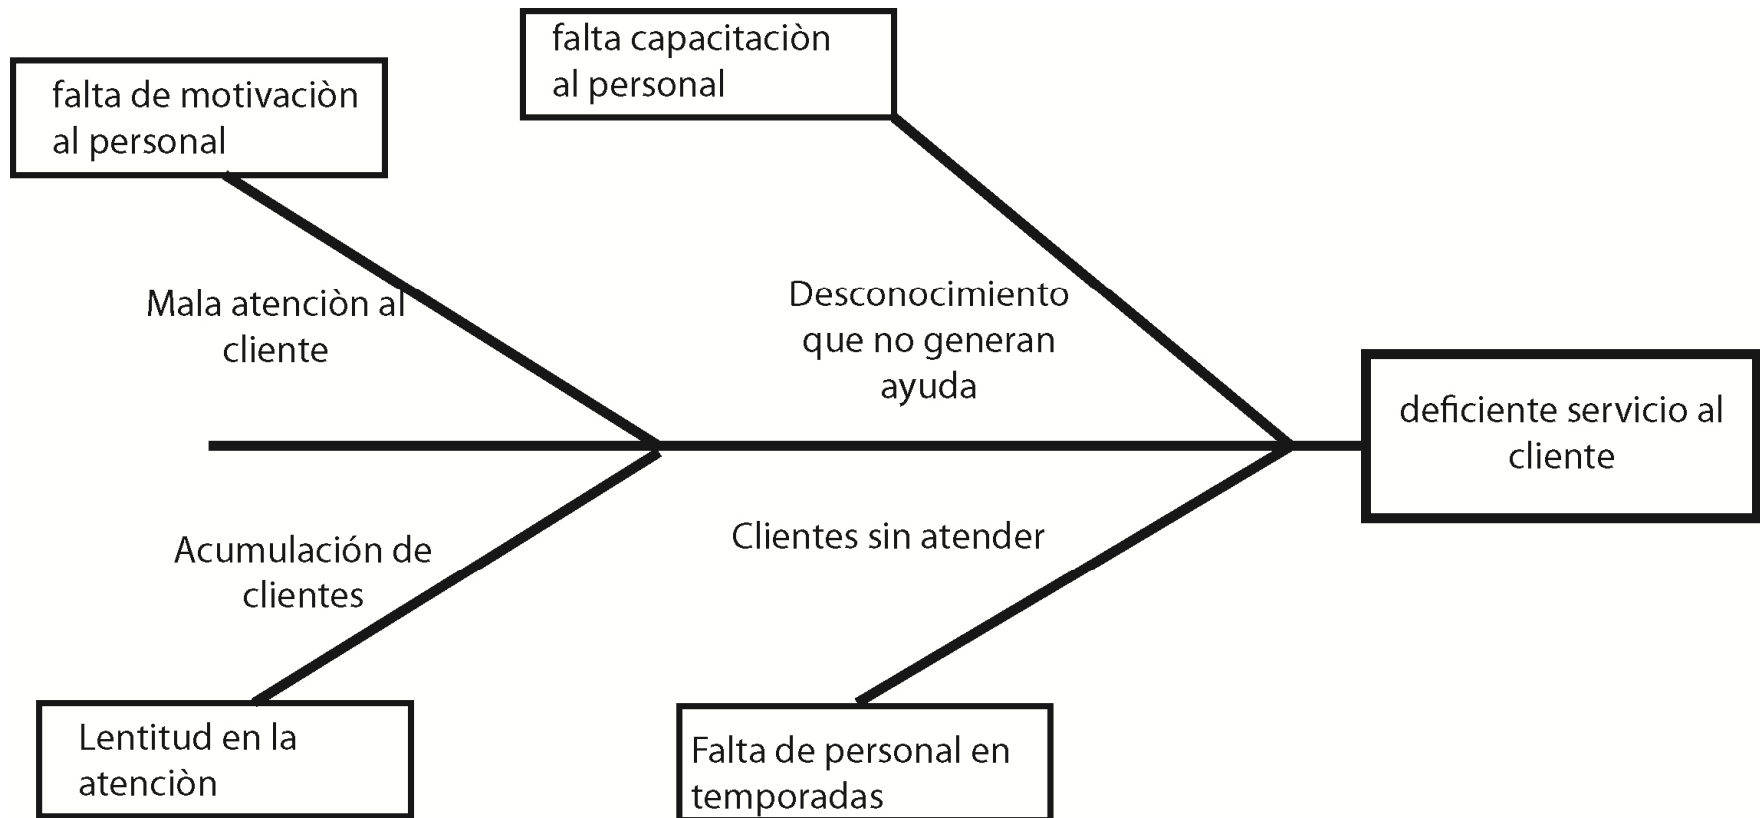 falta de motivaciòn
al personal
falta capacitaciòn
al personal
Mala atenciòn al
cliente
Desconocimiento
que no generan
ayuda
deficiente servicio al
cliente
Acumulación de
clientes
Clientes sin atender
Lentitud en la
atenciòn
Falta de personal en
temporadas